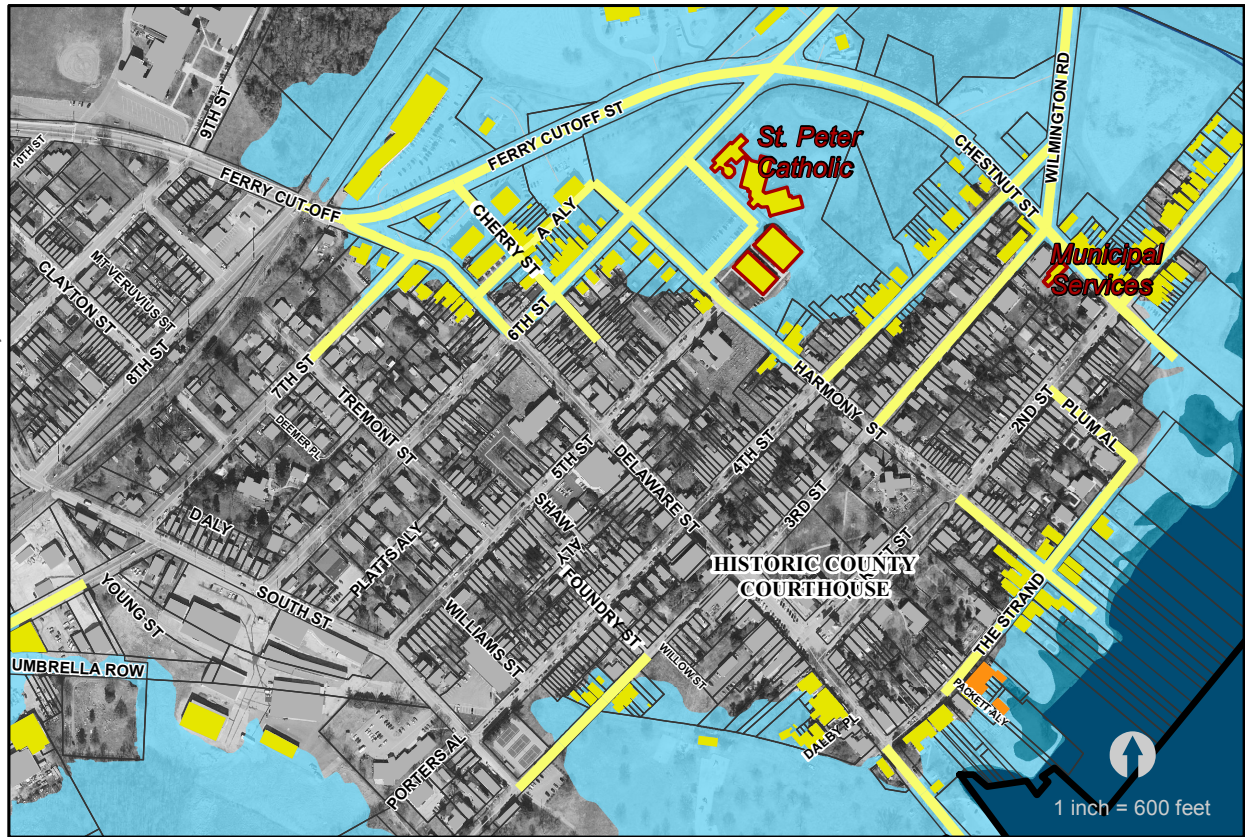 9TH ST
10TH ST
FERRY CUT-OFF
FERRY CUTOFF ST
St. Peter
Catholic
CHESTNUT ST
WILMINGTON RD
Municipal
Services
CHERRY ST
A ALY
CLAYTON ST
MT VERUVIUS ST
8TH ST
7TH ST
6TH ST
TREMONT ST
DEEMER PL
HARMONY ST
2ND ST
PLUM AL
5TH ST
DELAWARE ST
4TH ST
3RD ST
D ALY
PLATTS ALY
SHAW ALY
FOUNDRY ST
HISTORIC COUNTY
COURTHOUSE
YOUNG ST
SOUTH ST
WILLIAMS ST
WILLOW ST
THE STRAND
UMBRELLA ROW
PACKETT ALY
DALBY PL
PORTERS AL
1 inch = 600 feet